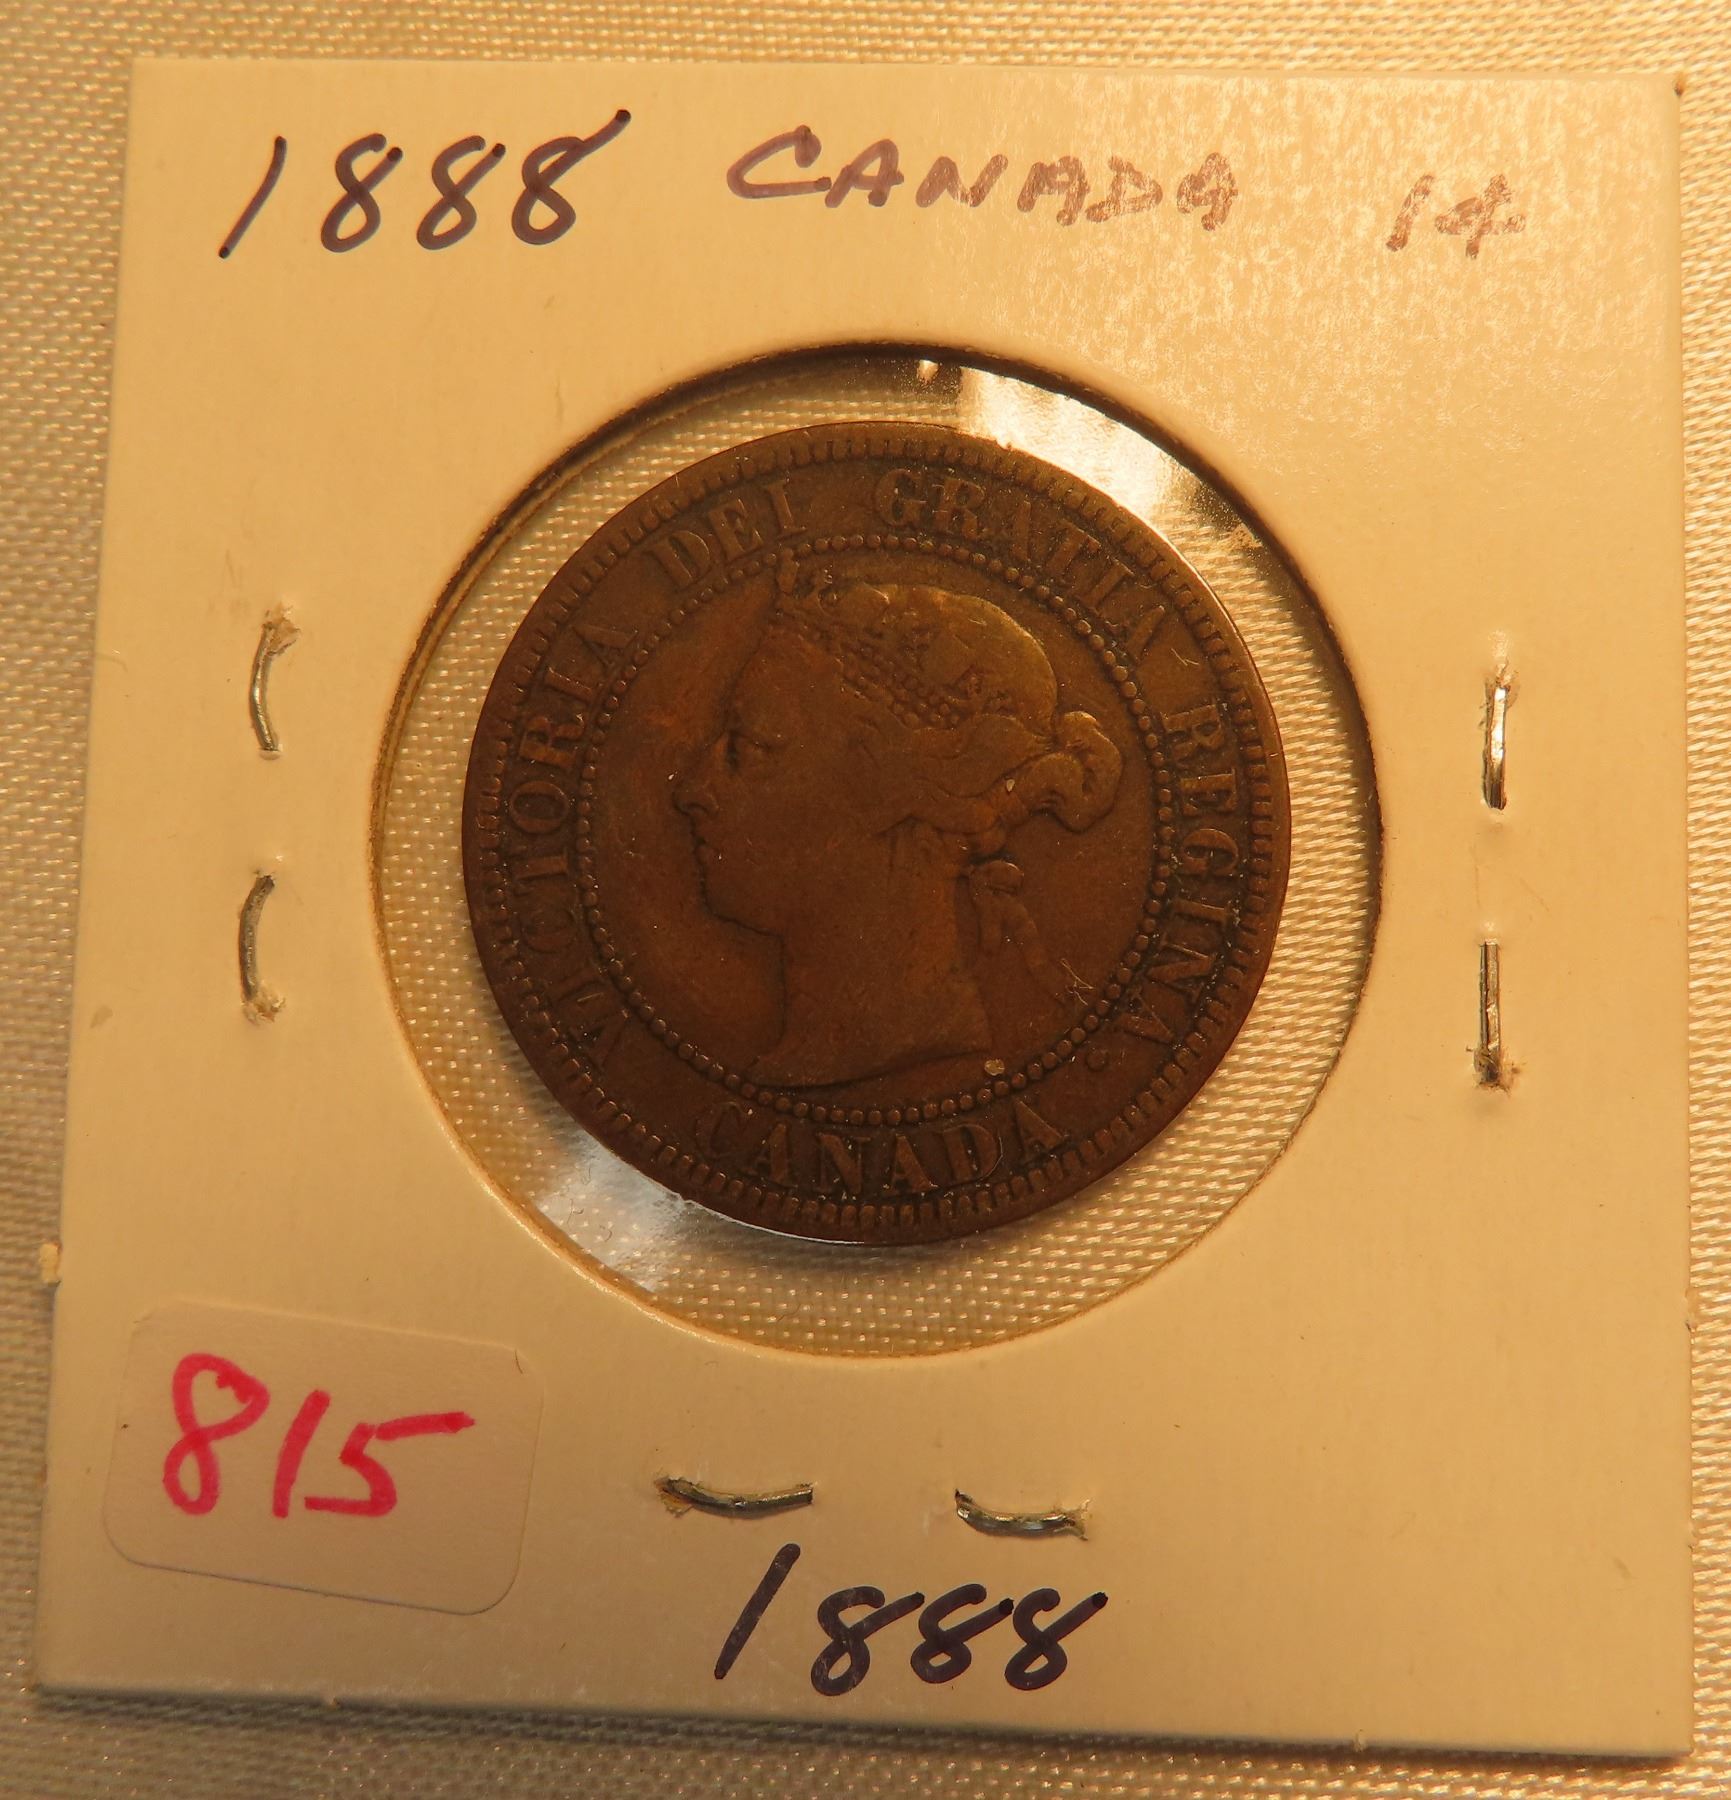 1888 CANADA 1¢
VICTORIA DEI GRATIA REGINA.
CANADA
815
1888